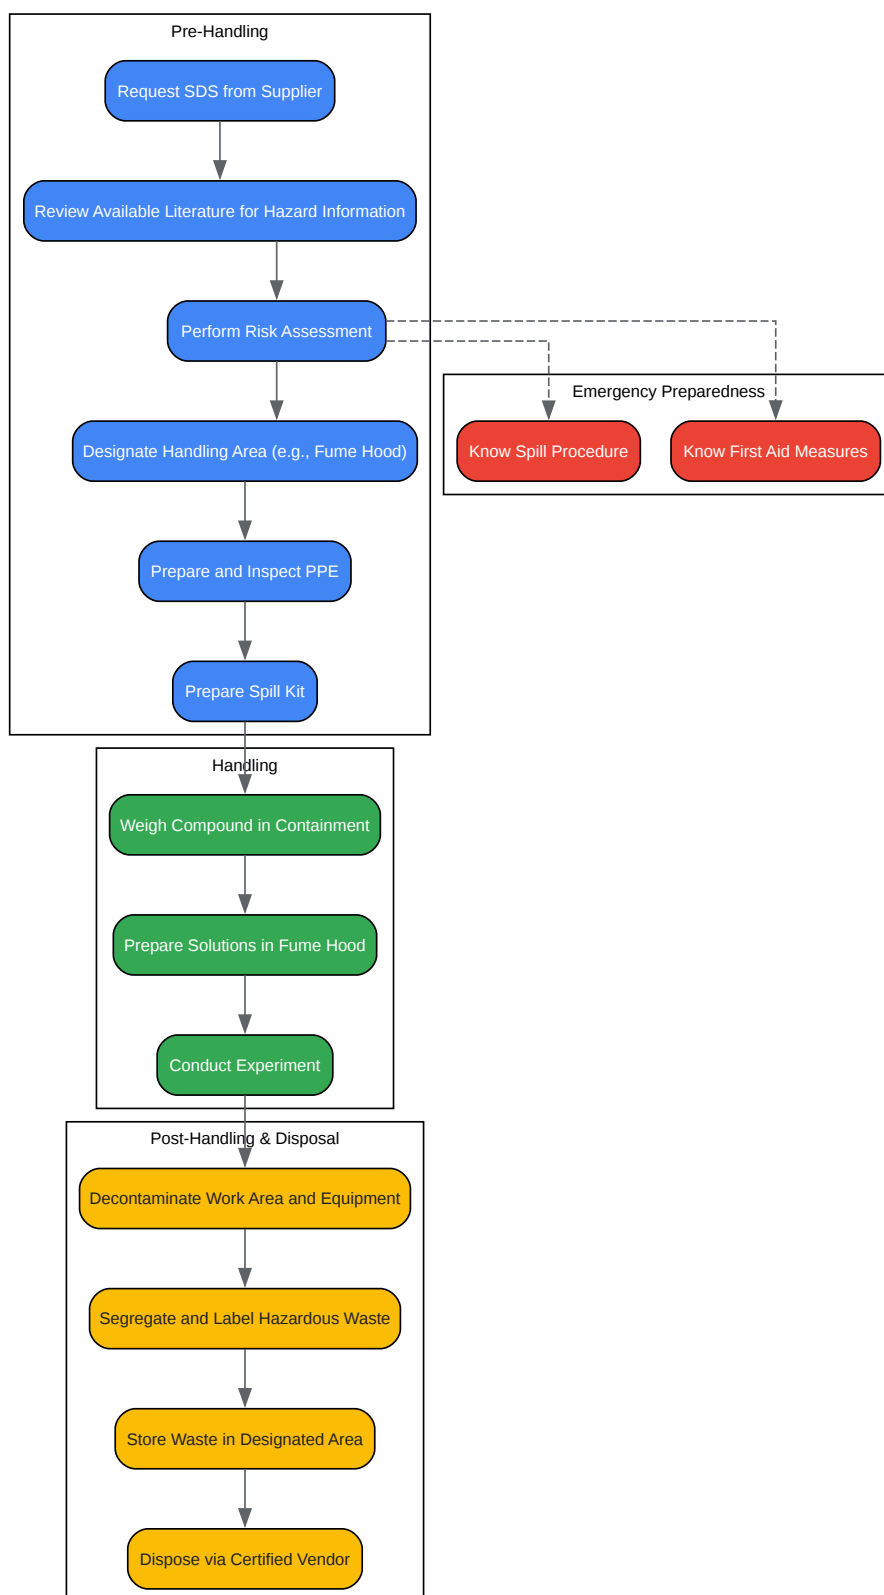 Pre-Handling
Request SDS from Supplier
Review Available Literature for Hazard Information
Perform Risk Assessment
Emergency Preparedness
Designate Handling Area (e.g., Fume Hood)
Know Spill Procedure
Know First Aid Measures
Prepare and Inspect PPE
Prepare Spill Kit
Handling
Weigh Compound in Containment
Prepare Solutions in Fume Hood
Conduct Experiment
Post-Handling & Disposal
Decontaminate Work Area and Equipment
Segregate and Label Hazardous Waste
Store Waste in Designated Area
Dispose via Certified Vendor